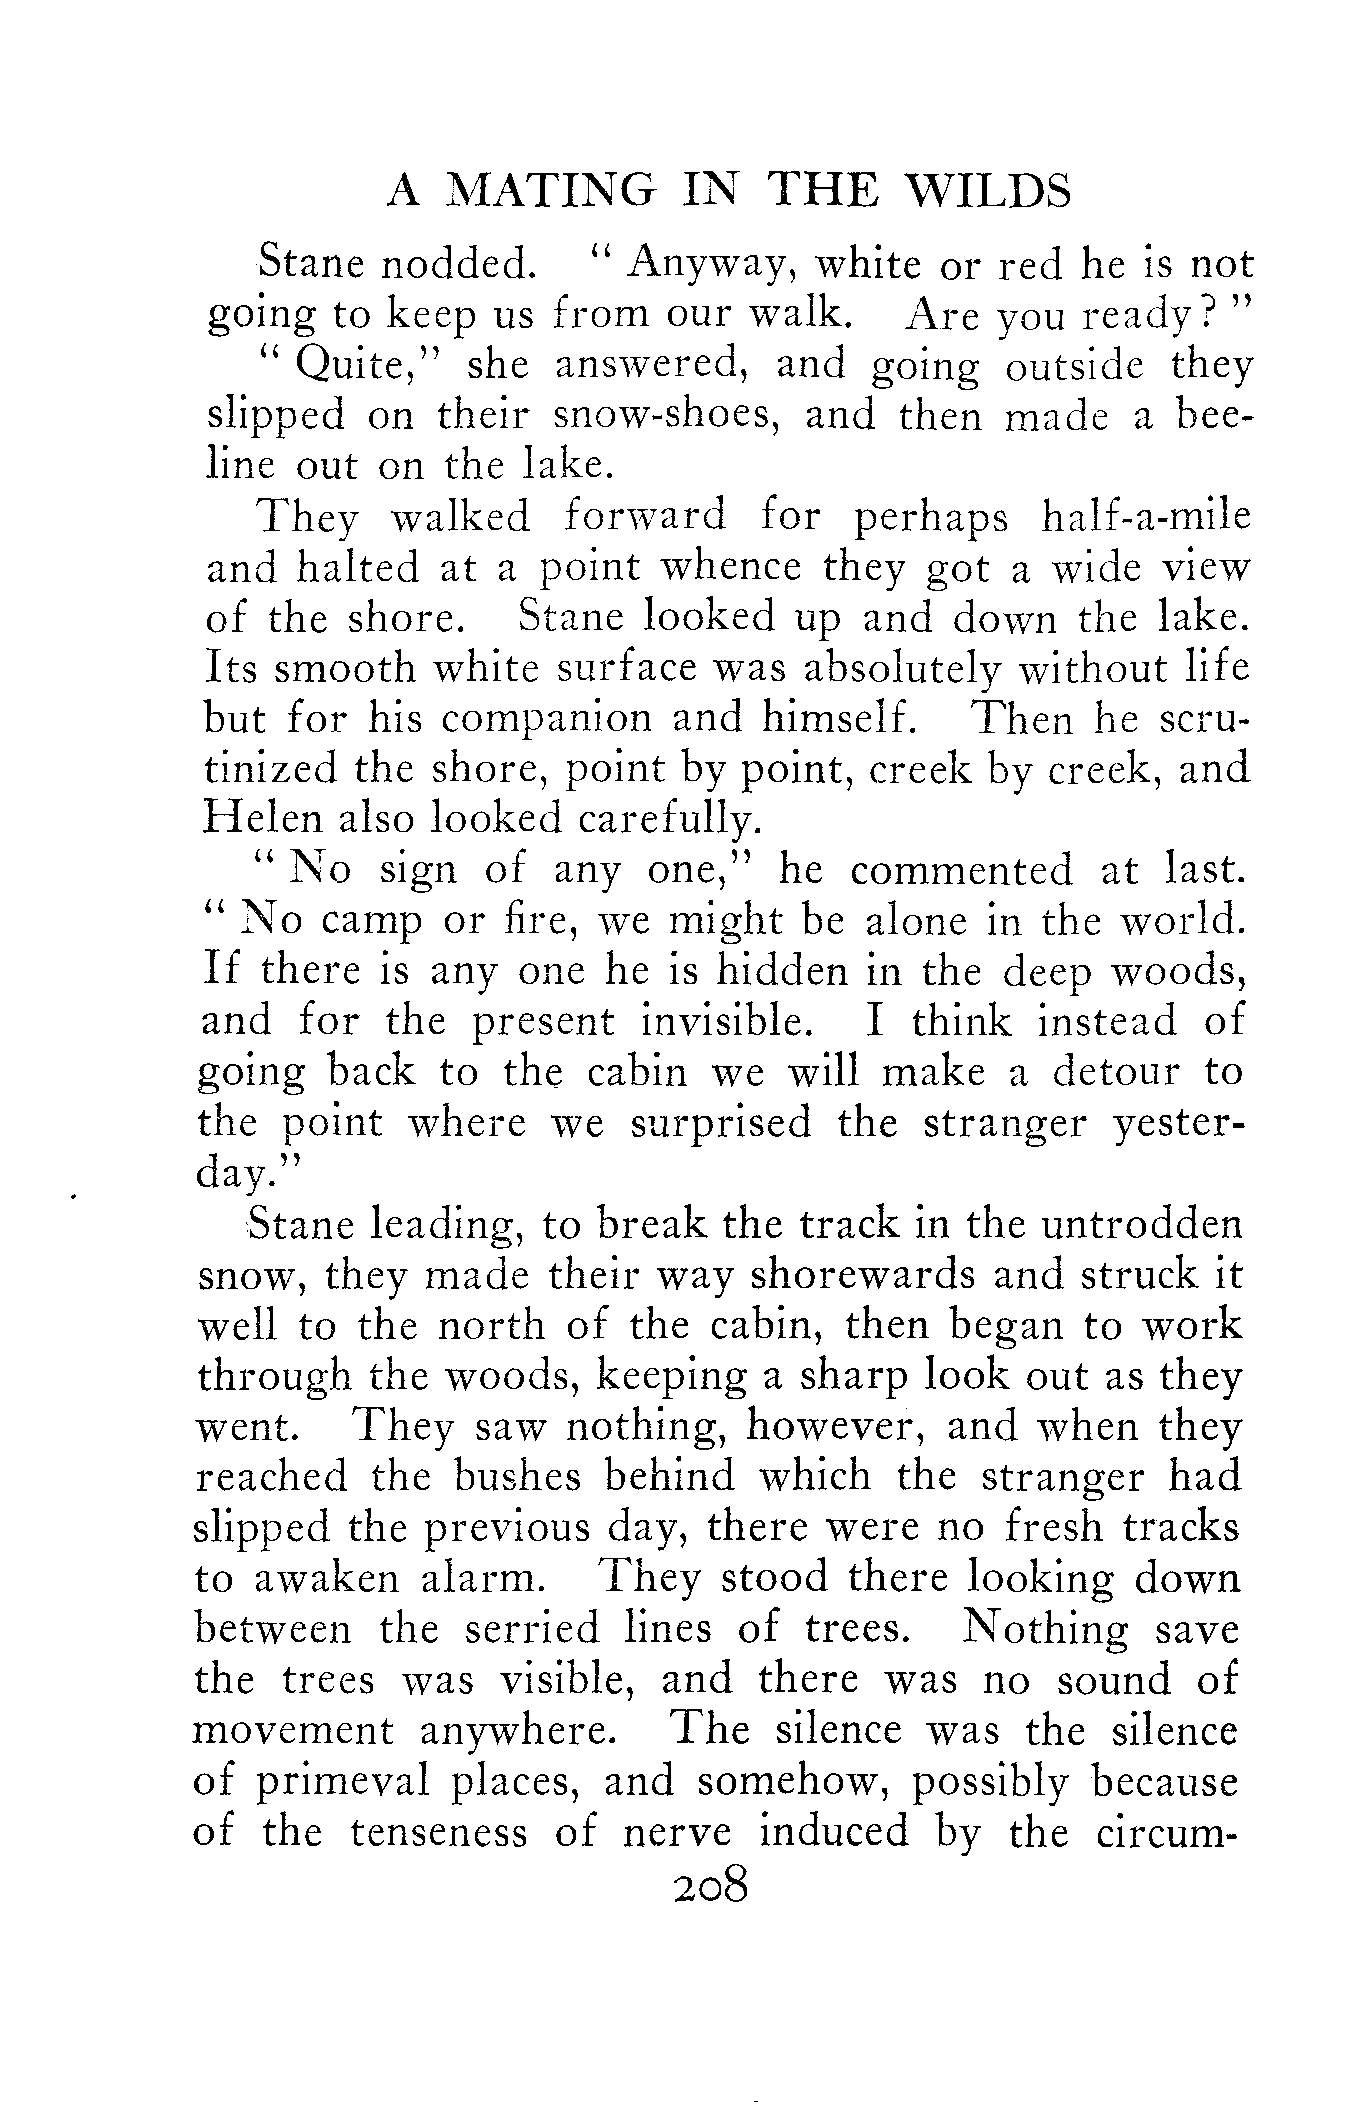 A MATING IN THE WILDS
Stane nodded. " Anyway, white or red he is not
going to keep us from our walk. Are you ready? "
" Quite," she answered, and going outside they
slipped on their snow-shoes, and then made a bee-
line out on the lake.
They walked forward for perhaps half-a-mile
and halted at a point whence they got a wide view
of the shore. Stane looked up and down the lake.
Its smooth white surface was absolutely without life
but for his companion and himself. Then he scru-
tinized the shore, point by point, creek by creek, and
Helen also looked carefully.
" No sign of any one," he commented at last.
" No camp or fire, we might be alone in the world.
If there is any one he is hidden in the deep woods,
and for the present invisible. I think instead of
going back to the cabin we will make a detour to
the point where we surprised the stranger yester-
day."
Stane leading, to break the track in the untrodden
snow, they made their way shorewards and struck it
well to the north of the cabin, then began to work
through the woods, keeping a sharp look out as they
went. They saw nothing, however, and when they
reached the bushes behind which the stranger had
slipped the previous day, there were no fresh tracks
to awaken alarm. They stood there looking down
between the serried lines of trees. Nothing save
the trees was visible, and there was no sound of
movement anywhere. The silence was the silence
of primeval places, and somehow, possibly because
of the tenseness of nerve induced by the circum-
208